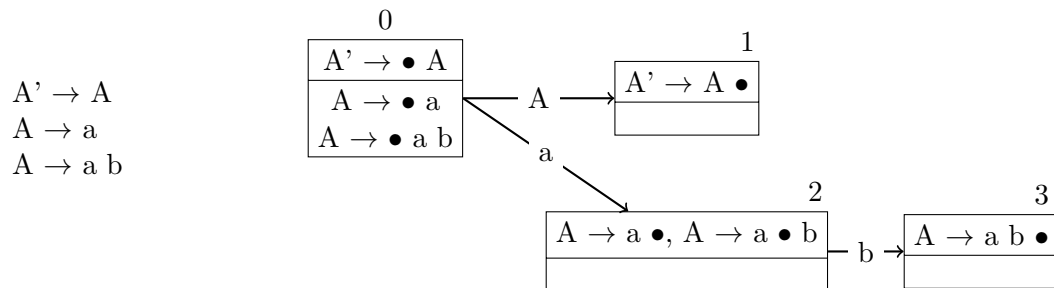 A' → A
A → a
A → a b
0
A' → ● A
A → ● a
A → ● a b
A
1
A' → A ●
a
2
A → a ●, A → a ● b
b
3
A → a b ●